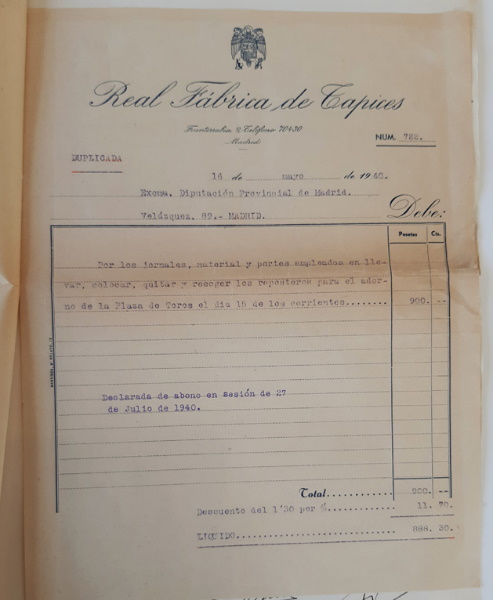 Real Fábrica de Tapices
Fuenterrabía, 2. Teléfono 70430
Madrid
NUM. 782.
DUPLICADA
16 de mayo de 1940.
Excma. Diputación Provincial de Madrid.
Velázquez, 89.- MADRID.
Debe:
Pesetas Cts.
Por los jornales, material y portes empleados en lle-
var, colocar, quitar y recoger los reposteros para el ador-
no de la Plaza de Toros el dia 15 de los corrientes....... 900. --
Declarada de abono en sesión de 27
de Julio de 1940.
Total............ 900. --
Descuento del 1'30 por %............ 11. 70.
LIQUIDO........................ 888. 30.